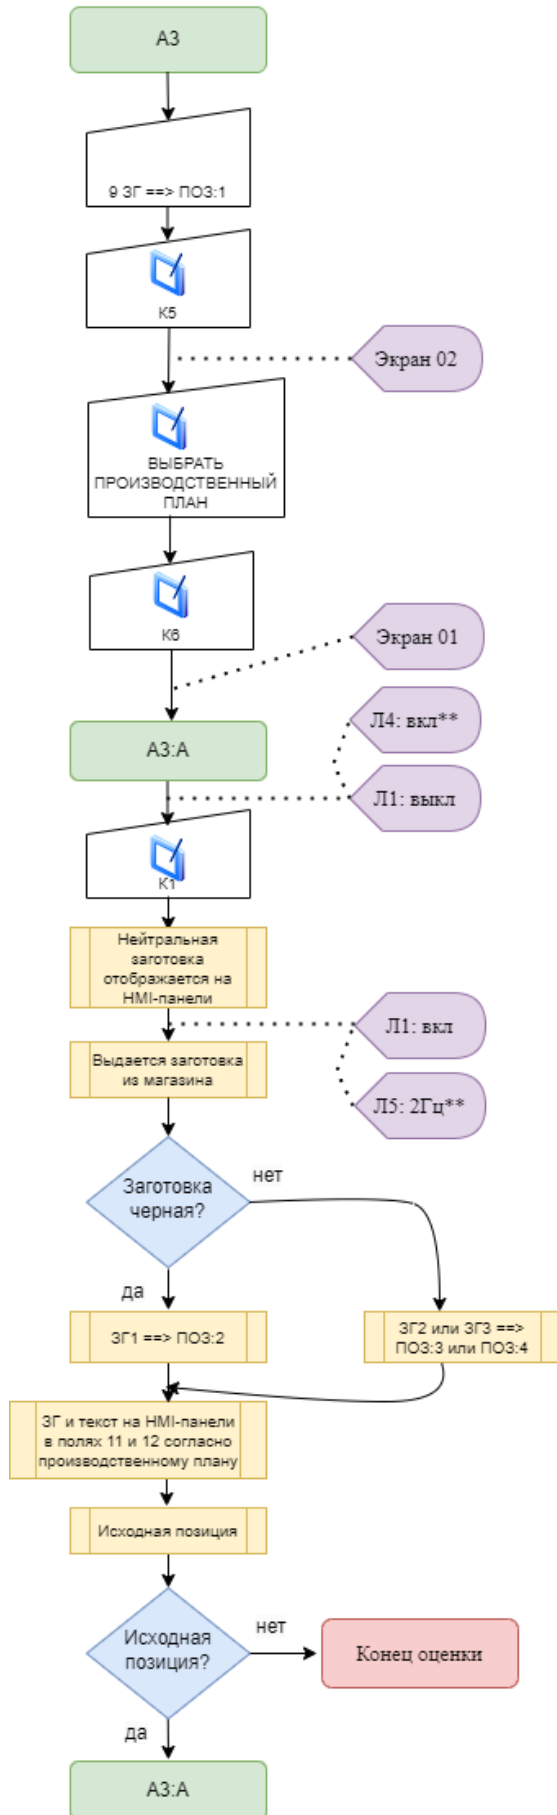 А3
9 ЗГ ==> ПОЗ:1
К5
Экран 02
ВЫБРАТЬ
ПРОИЗВОДСТВЕННЫЙ
ПЛАН
К6
Экран 01
Л4: вкл**
А3:А
Л1: выкл
К1
Нейтральная
заготовка
отображается на
HMI-панели
Л1: вкл
Выдается заготовка
из магазина
Л5: 2Гц**
Заготовка
черная?
нет
да
ЗГ1 ==> ПОЗ:2
ЗГ2 или ЗГ3 ==>
ПОЗ:3 или ПОЗ:4
ЗГ и текст на HMI-панели
в полях 11 и 12 согласно
производственному плану
Исходная позиция
Исходная
позиция?
нет
Конец оценки
да
А3:А